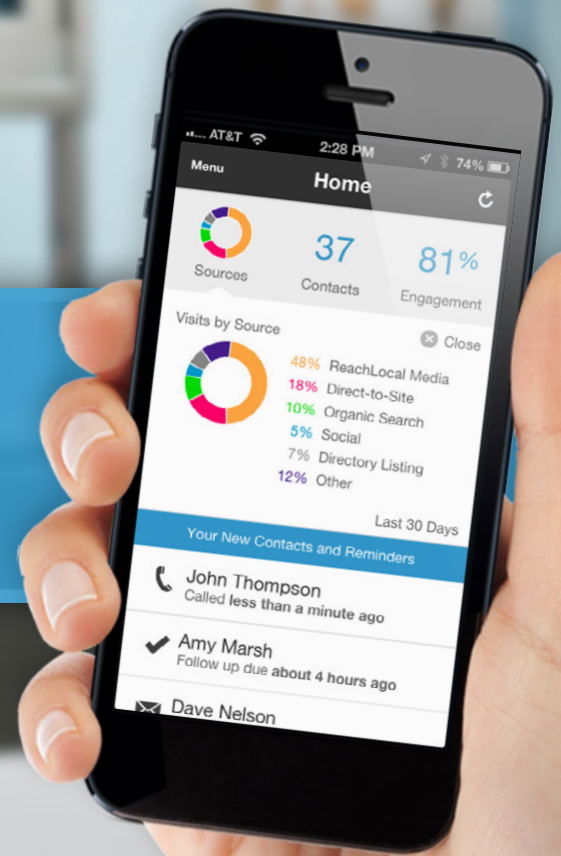 AT&T
2:28 PM
74%
Menu
Home
Sources
37
Contacts
81%
Engagement
Visits by Source
Close
48% ReachLocal Media
18% Direct-to-Site
10% Organic Search
5% Social
7% Directory Listing
12% Other
Last 30 Days
Your New Contacts and Reminders
John Thompson
Called less than a minute ago
Amy Marsh
Follow up due about 4 hours ago
Dave Nelson